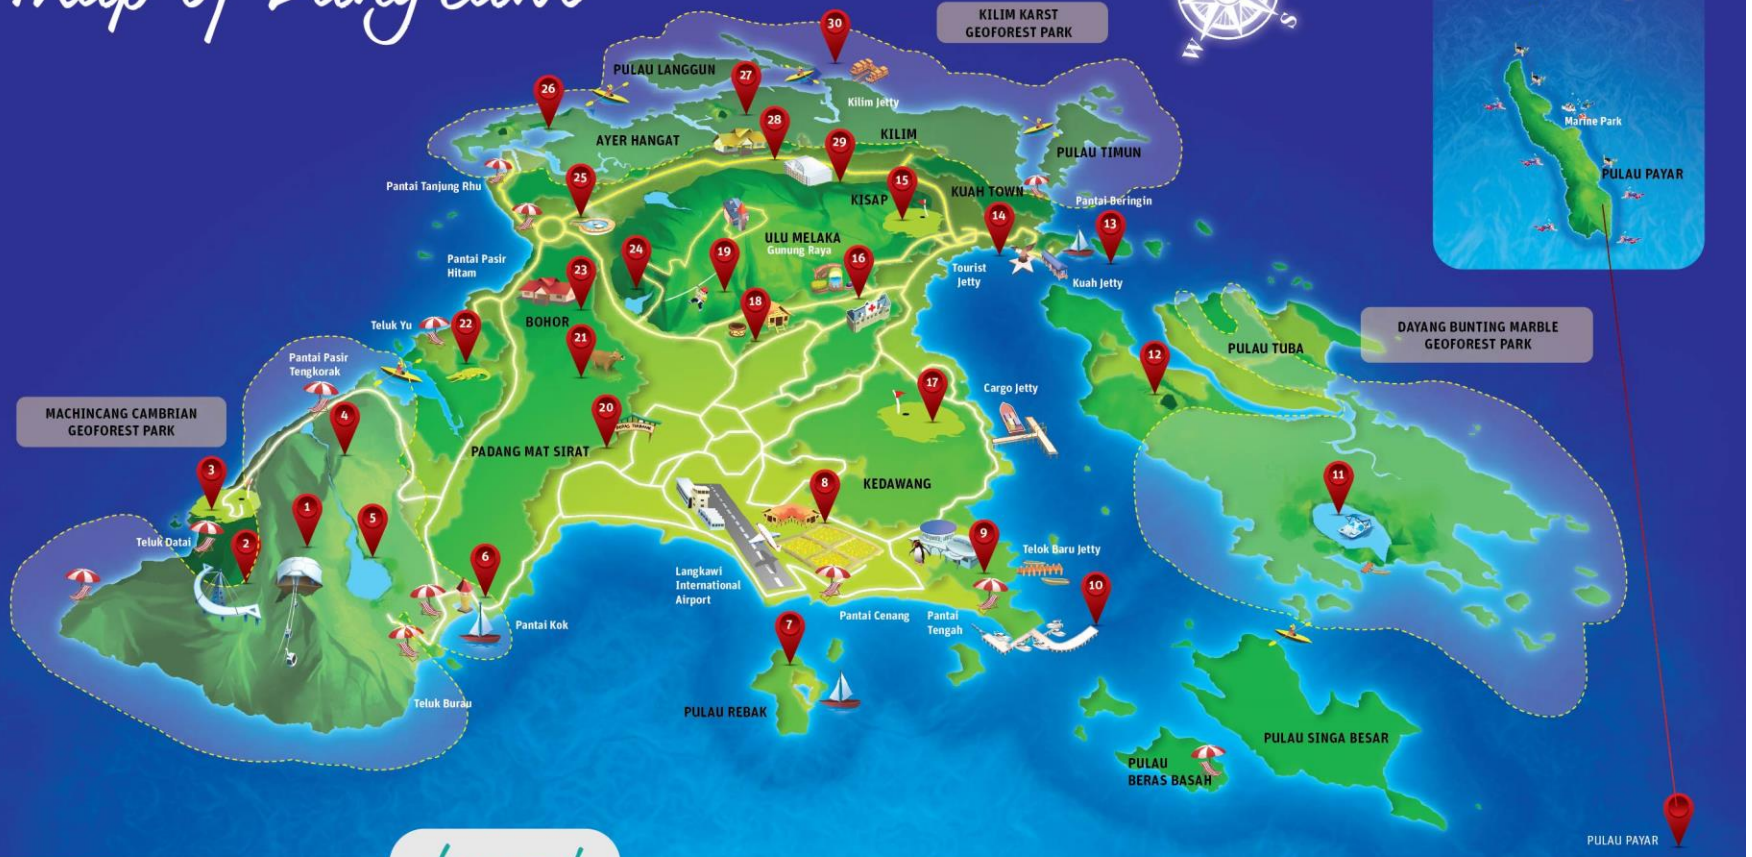 map of Langkawi
KILIM KARST
GEOFOREST PARK
W
S
30
PULAU LANGGUN
27
26
Kilim Jetty
28
AYER HANGAT
KILIM
29
PULAU TIMUN
Marine Park
PULAU PAYAR
Pantai Tanjung Rhu
25
15
KISAP
KUAH TOWN
Pantai Beringin
14
13
ULU MELAKA
Gunung Raya
24
19
16
Pantai Pasir
Hitam
23
Tourist
Jetty
Kuah Jetty
18
BOHOR
Teluk Yu
22
21
12
PULAU TUBA
DAYANG BUNTING MARBLE
GEOFOREST PARK
Pantai Pasir
Tengkorak
17
Cargo Jetty
MACHINCANG CAMBRIAN
GEOFOREST PARK
4
20
PADANG MAT SIRAT
3
8
KEDAWANG
11
1
5
Teluk Datai
2
6
9
Telok Baru Jetty
Langkawi
International
Airport
10
Pantai Kok
7
Pantai Cenang
Pantai
Tengah
Teluk Burau
PULAU REBAK
PULAU SINGA BESAR
PULAU
BERAS BASAH
PULAU PAYAR